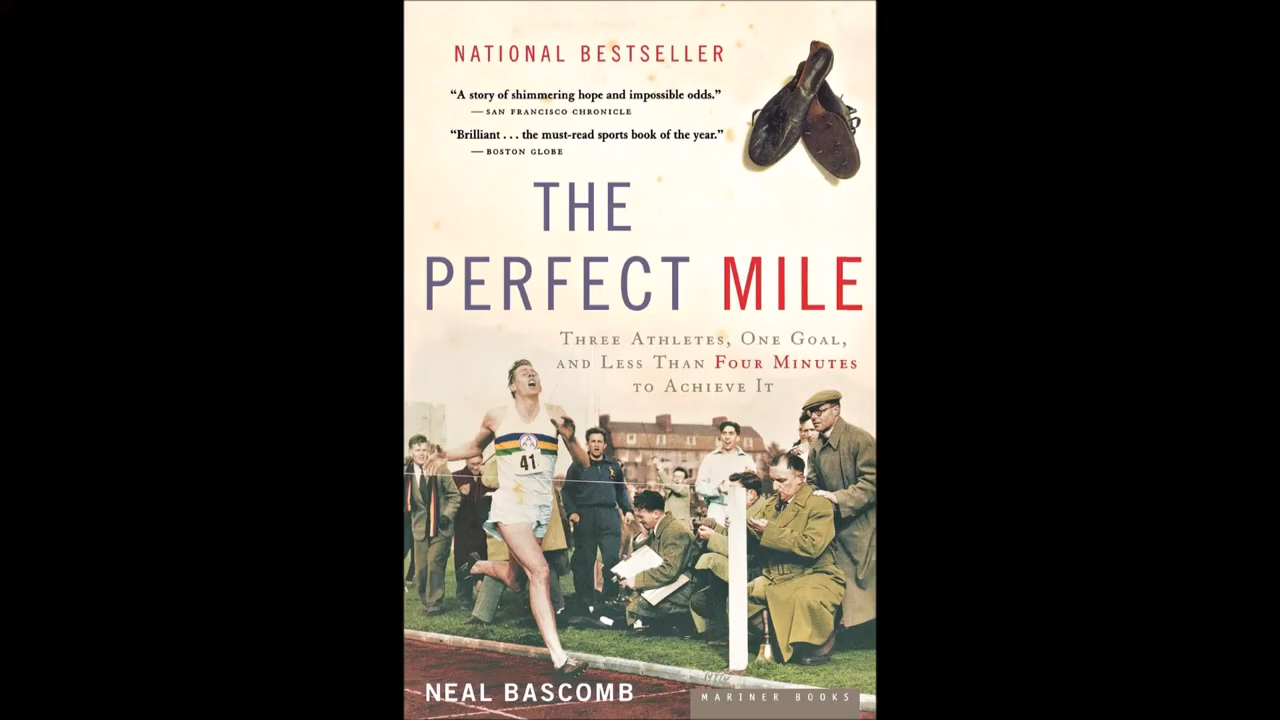 NATIONAL BESTSELLER
“A story of shimmering hope and impossible odds.”
—SAN FRANCISCO CHRONICLE
“Brilliant . . . the must-read sports book of the year.”
—BOSTON GLOBE
THE
PERFECT MILE
THREE ATHLETES, ONE GOAL,
AND LESS THAN FOUR MINUTES
TO ACHIEVE IT
41
NEAL BASCOMB
MARINER BOOKS